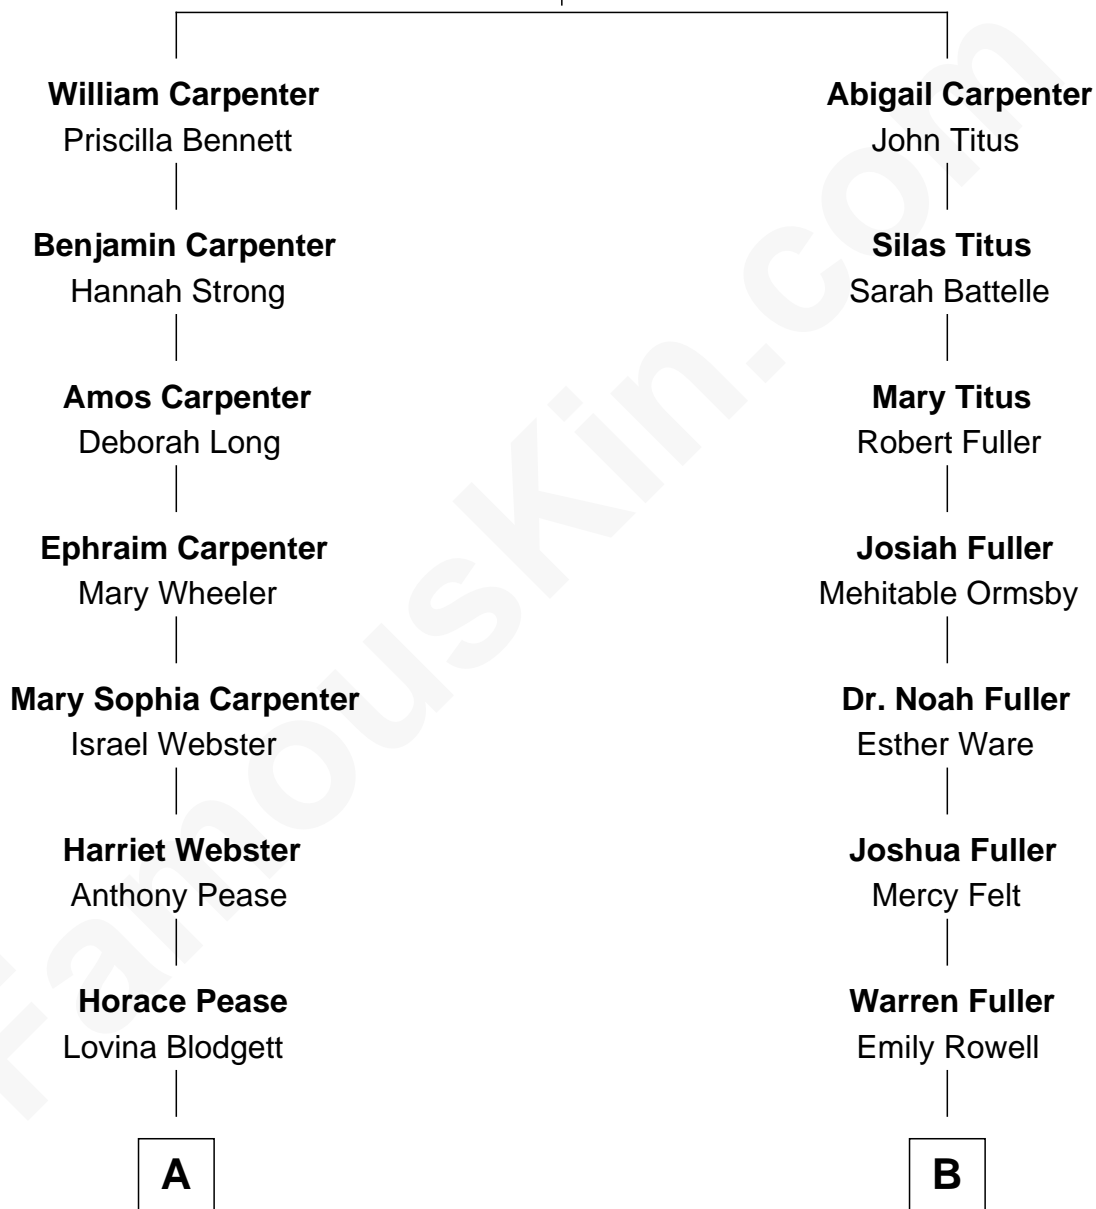 William Carpenter
Priscilla Bennett
Abigail Carpenter
John Titus
Benjamin Carpenter
Hannah Strong
Silas Titus
Sarah Battelle
Amos Carpenter
Deborah Long
Mary Titus
Robert Fuller
Ephraim Carpenter
Mary Wheeler
Josiah Fuller
Mehitable Ormsby
Mary Sophia Carpenter
Israel Webster
Dr. Noah Fuller
Esther Ware
Harriet Webster
Anthony Pease
Joshua Fuller
Mercy Felt
Horace Pease
Lovina Blodgett
Warren Fuller
Emily Rowell
A
B
FamousKin.com